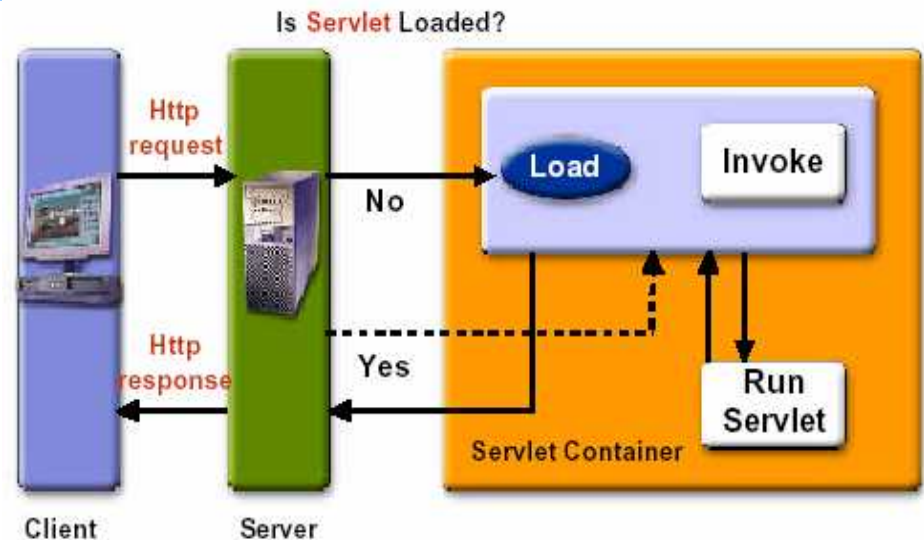 Is Servlet Loaded?
Http
request
No
Load
Invoke
Http
response
Yes
Run
Servlet
Servlet Container
Client
Server